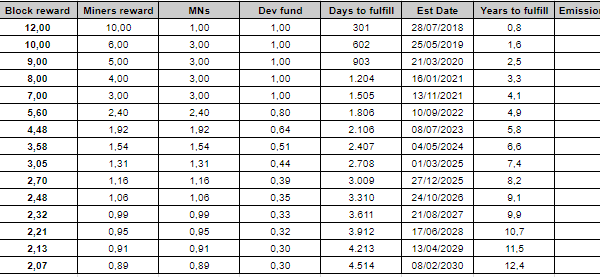 Block reward Miners reward MNs Dev fund Days to fulfill Est Date Years to fulfill Emission
12,00 10,00 1,00 1,00 301 28/07/2018 0,8
10,00 6,00 3,00 1,00 602 25/05/2019 1,6
9,00 5,00 3,00 1,00 903 21/03/2020 2,5
8,00 4,00 3,00 1,00 1.204 16/01/2021 3,3
7,00 3,00 3,00 1,00 1.505 13/11/2021 4,1
5,60 2,40 2,40 0,80 1.806 10/09/2022 4,9
4,48 1,92 1,92 0,64 2.106 08/07/2023 5,8
3,58 1,54 1,54 0,51 2.407 04/05/2024 6,6
3,05 1,31 1,31 0,44 2.708 01/03/2025 7,4
2,70 1,16 1,16 0,39 3.009 27/12/2025 8,2
2,48 1,06 1,06 0,35 3.310 24/10/2026 9,1
2,32 0,99 0,99 0,33 3.611 21/08/2027 9,9
2,21 0,95 0,95 0,32 3.912 17/06/2028 10,7
2,13 0,91 0,91 0,30 4.213 13/04/2029 11,5
2,07 0,89 0,89 0,30 4.514 08/02/2030 12,4